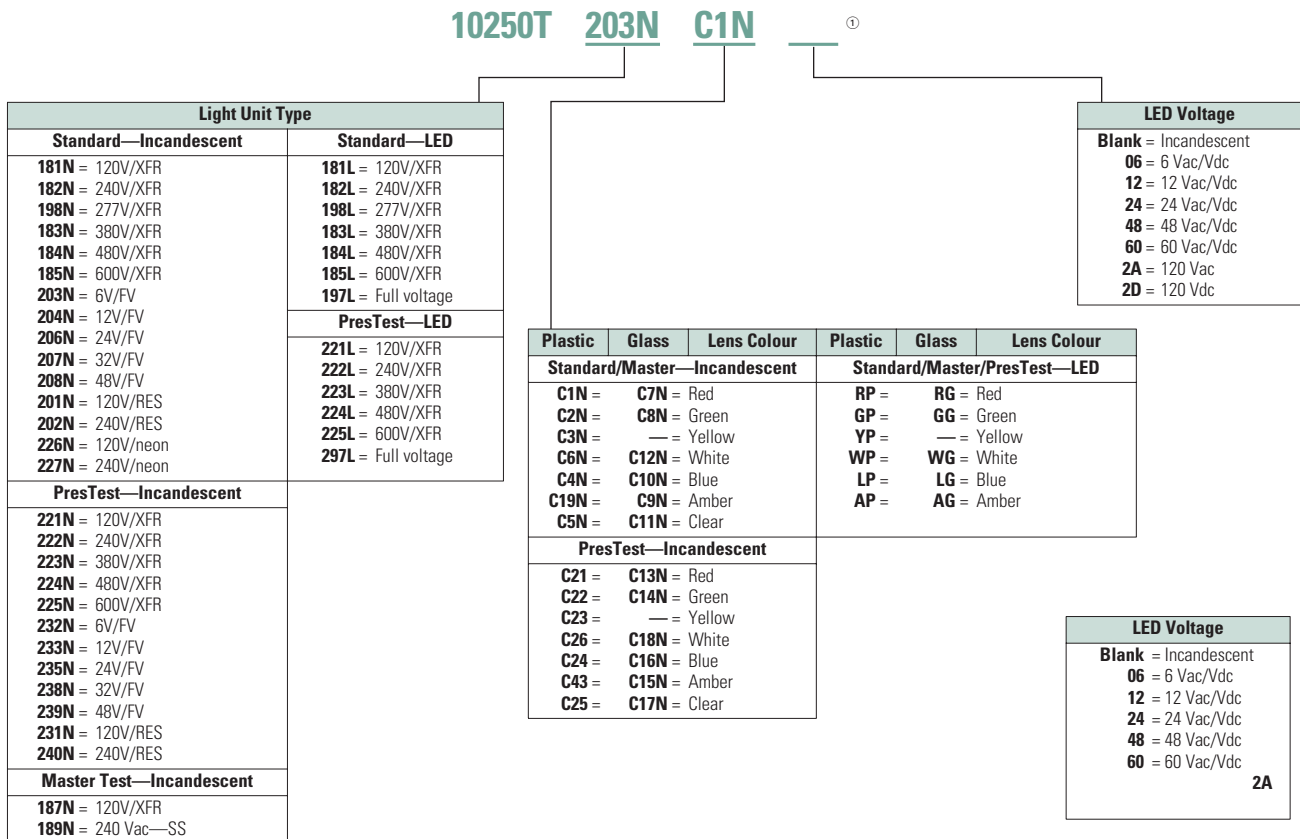 10250T 203N C1N ___ ①
Light Unit Type
Standard—Incandescent
181N = 120V/XFR
182N = 240V/XFR
198N = 277V/XFR
183N = 380V/XFR
184N = 480V/XFR
185N = 600V/XFR
203N = 6V/FV
204N = 12V/FV
206N = 24V/FV
207N = 32V/FV
208N = 48V/FV
201N = 120V/RES
202N = 240V/RES
226N = 120V/neon
227N = 240V/neon
PresTest—Incandescent
221N = 120V/XFR
222N = 240V/XFR
223N = 380V/XFR
224N = 480V/XFR
225N = 600V/XFR
232N = 6V/FV
233N = 12V/FV
235N = 24V/FV
238N = 32V/FV
239N = 48V/FV
231N = 120V/RES
240N = 240V/RES
Master Test—Incandescent
187N = 120V/XFR
189N = 240 Vac—SS
Standard—LED
181L = 120V/XFR
182L = 240V/XFR
198L = 277V/XFR
183L = 380V/XFR
184L = 480V/XFR
185L = 600V/XFR
197L = Full voltage
PresTest—LED
221L = 120V/XFR
222L = 240V/XFR
223L = 380V/XFR
224L = 480V/XFR
225L = 600V/XFR
297L = Full voltage
Plastic Glass Lens Colour
Standard/Master—Incandescent
C1N = C7N = Red
C2N = C8N = Green
C3N = — = Yellow
C6N = C12N = White
C4N = C10N = Blue
C19N = C9N = Amber
C5N = C11N = Clear
PresTest—Incandescent
C21 = C13N = Red
C22 = C14N = Green
C23 = — = Yellow
C26 = C18N = White
C24 = C16N = Blue
C43 = C15N = Amber
C25 = C17N = Clear
Plastic Glass Lens Colour
Standard/Master/PresTest—LED
RP = RG = Red
GP = GG = Green
YP = — = Yellow
WP = WG = White
LP = LG = Blue
AP = AG = Amber
LED Voltage
Blank = Incandescent
06 = 6 Vac/Vdc
12 = 12 Vac/Vdc
24 = 24 Vac/Vdc
48 = 48 Vac/Vdc
60 = 60 Vac/Vdc
2A = 120 Vac
2D = 120 Vdc
LED Voltage
Blank = Incandescent
06 = 6 Vac/Vdc
12 = 12 Vac/Vdc
24 = 24 Vac/Vdc
48 = 48 Vac/Vdc
60 = 60 Vac/Vdc
2A